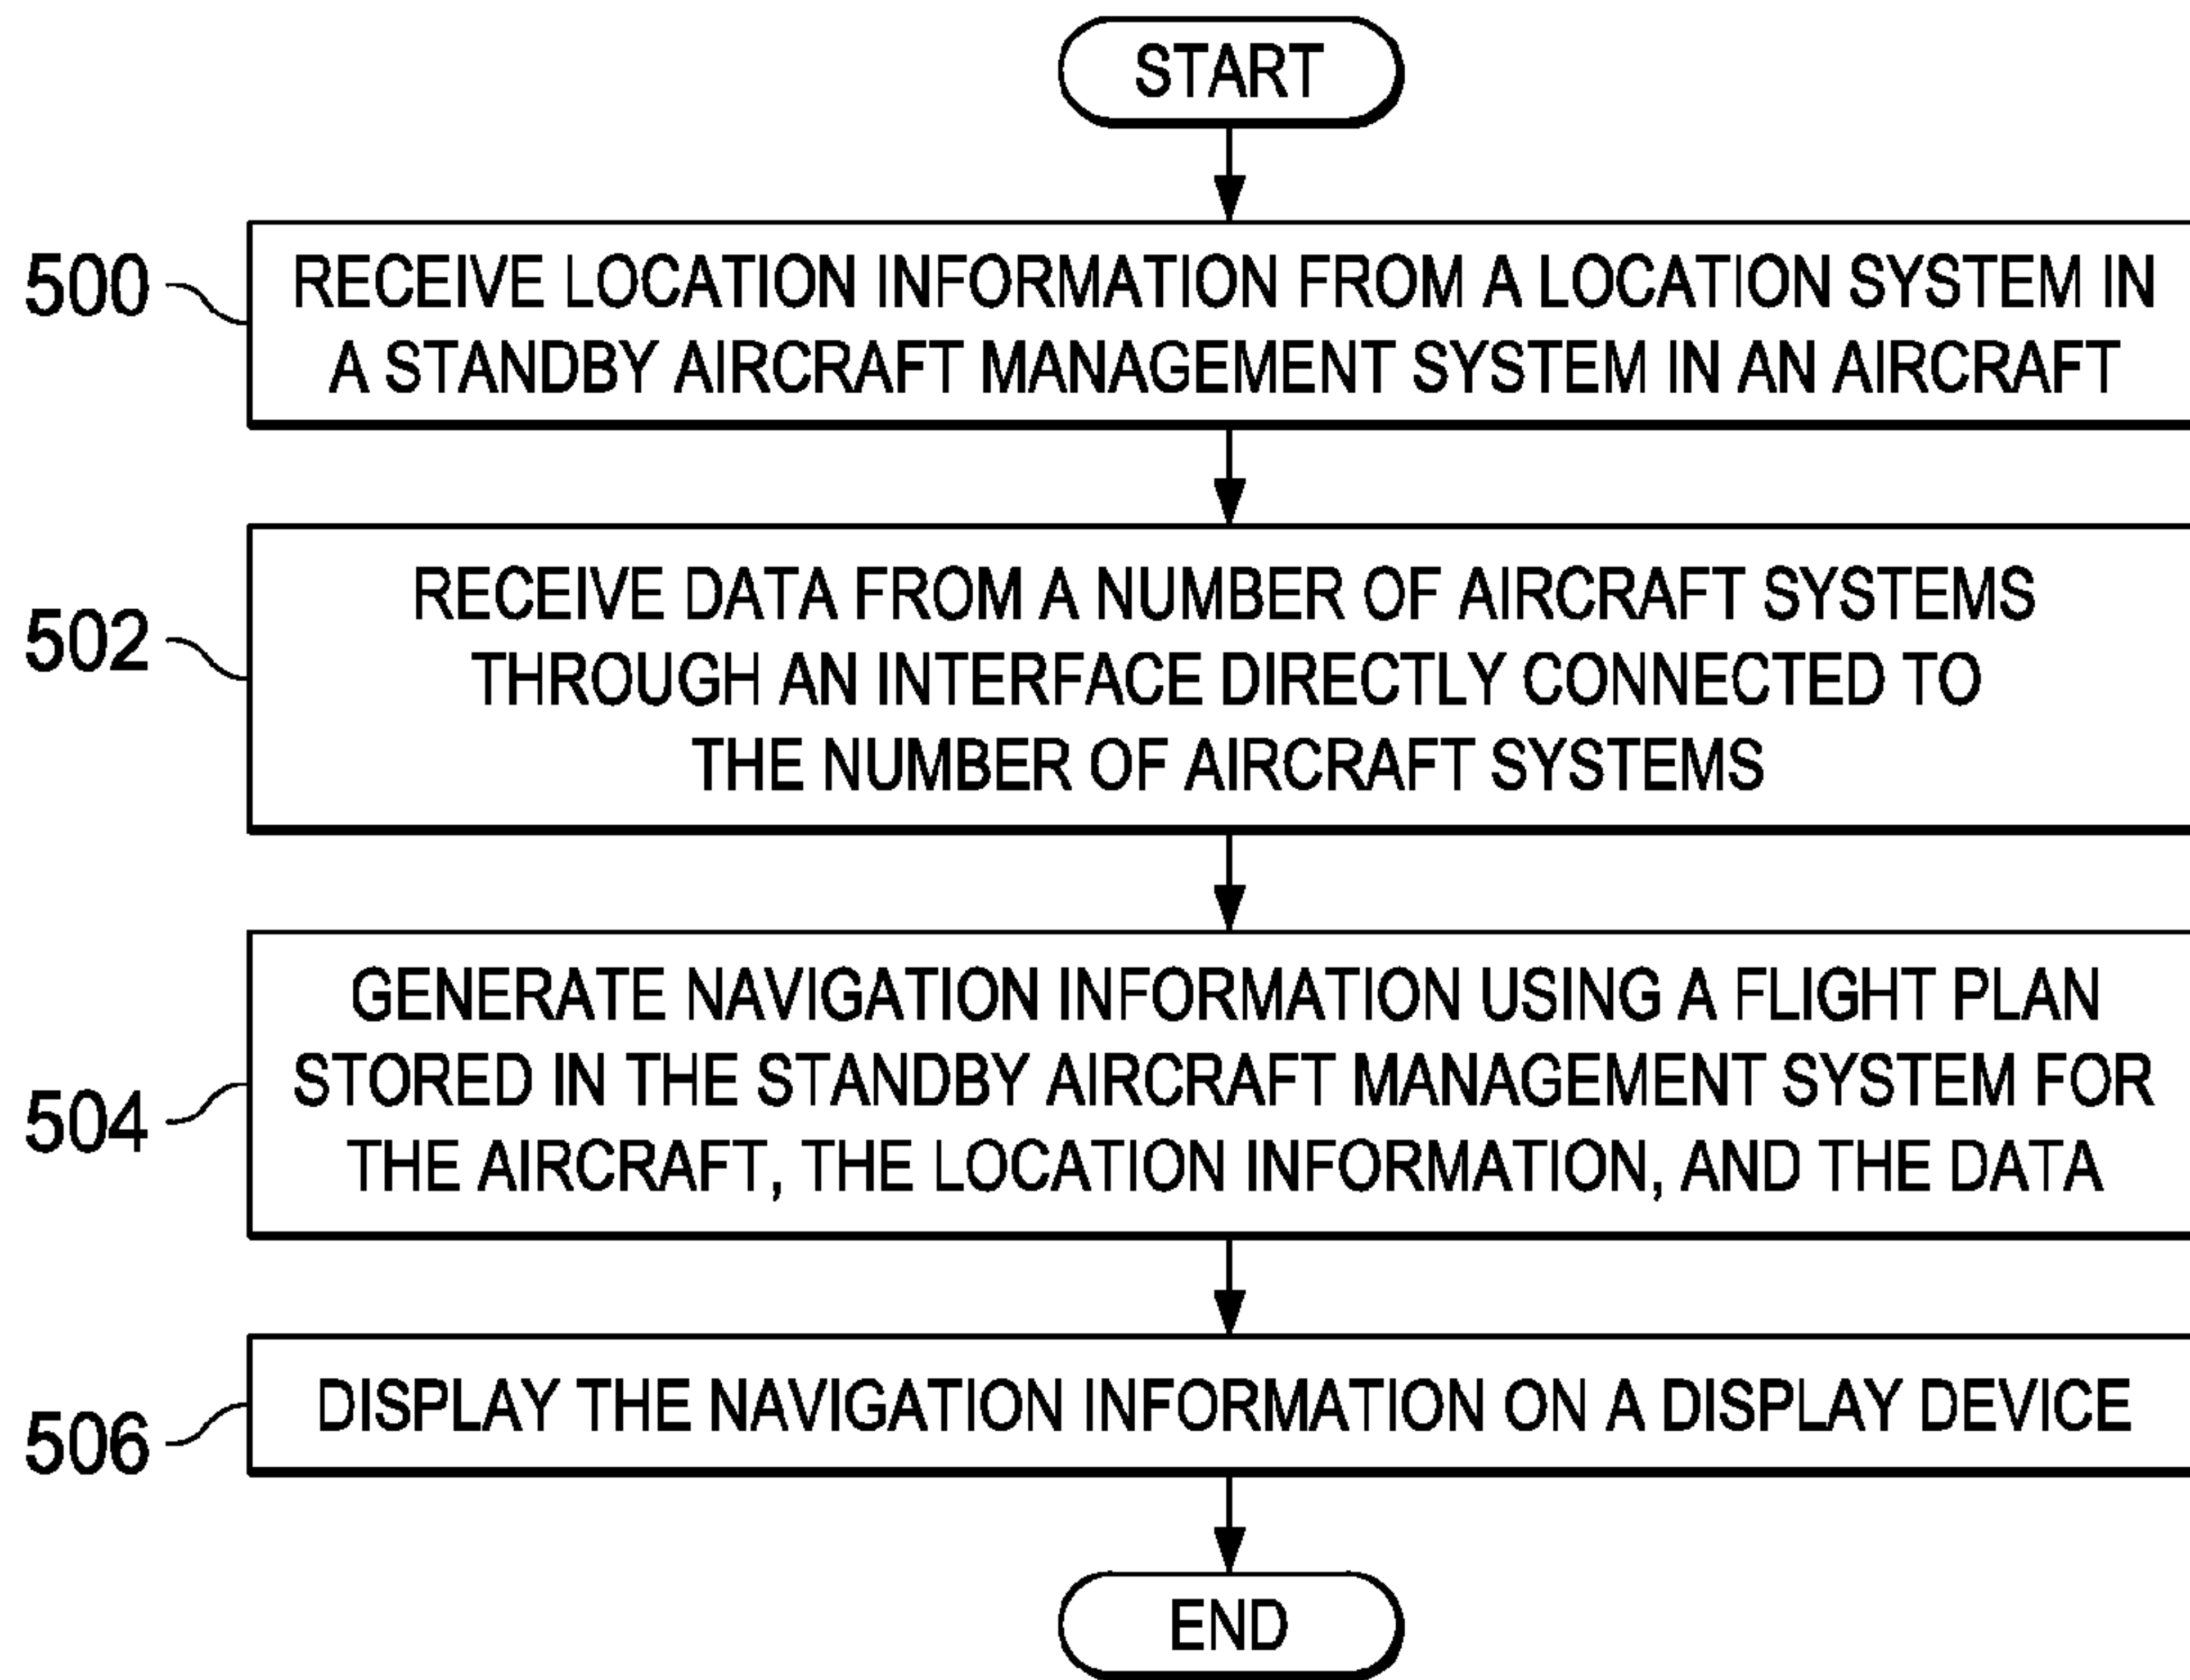 START
500
RECEIVE LOCATION INFORMATION FROM A LOCATION SYSTEM IN
A STANDBY AIRCRAFT MANAGEMENT SYSTEM IN AN AIRCRAFT
502
RECEIVE DATA FROM A NUMBER OF AIRCRAFT SYSTEMS
THROUGH AN INTERFACE DIRECTLY CONNECTED TO
THE NUMBER OF AIRCRAFT SYSTEMS
504
GENERATE NAVIGATION INFORMATION USING A FLIGHT PLAN
STORED IN THE STANDBY AIRCRAFT MANAGEMENT SYSTEM FOR
THE AIRCRAFT, THE LOCATION INFORMATION, AND THE DATA
506
DISPLAY THE NAVIGATION INFORMATION ON A DISPLAY DEVICE
END